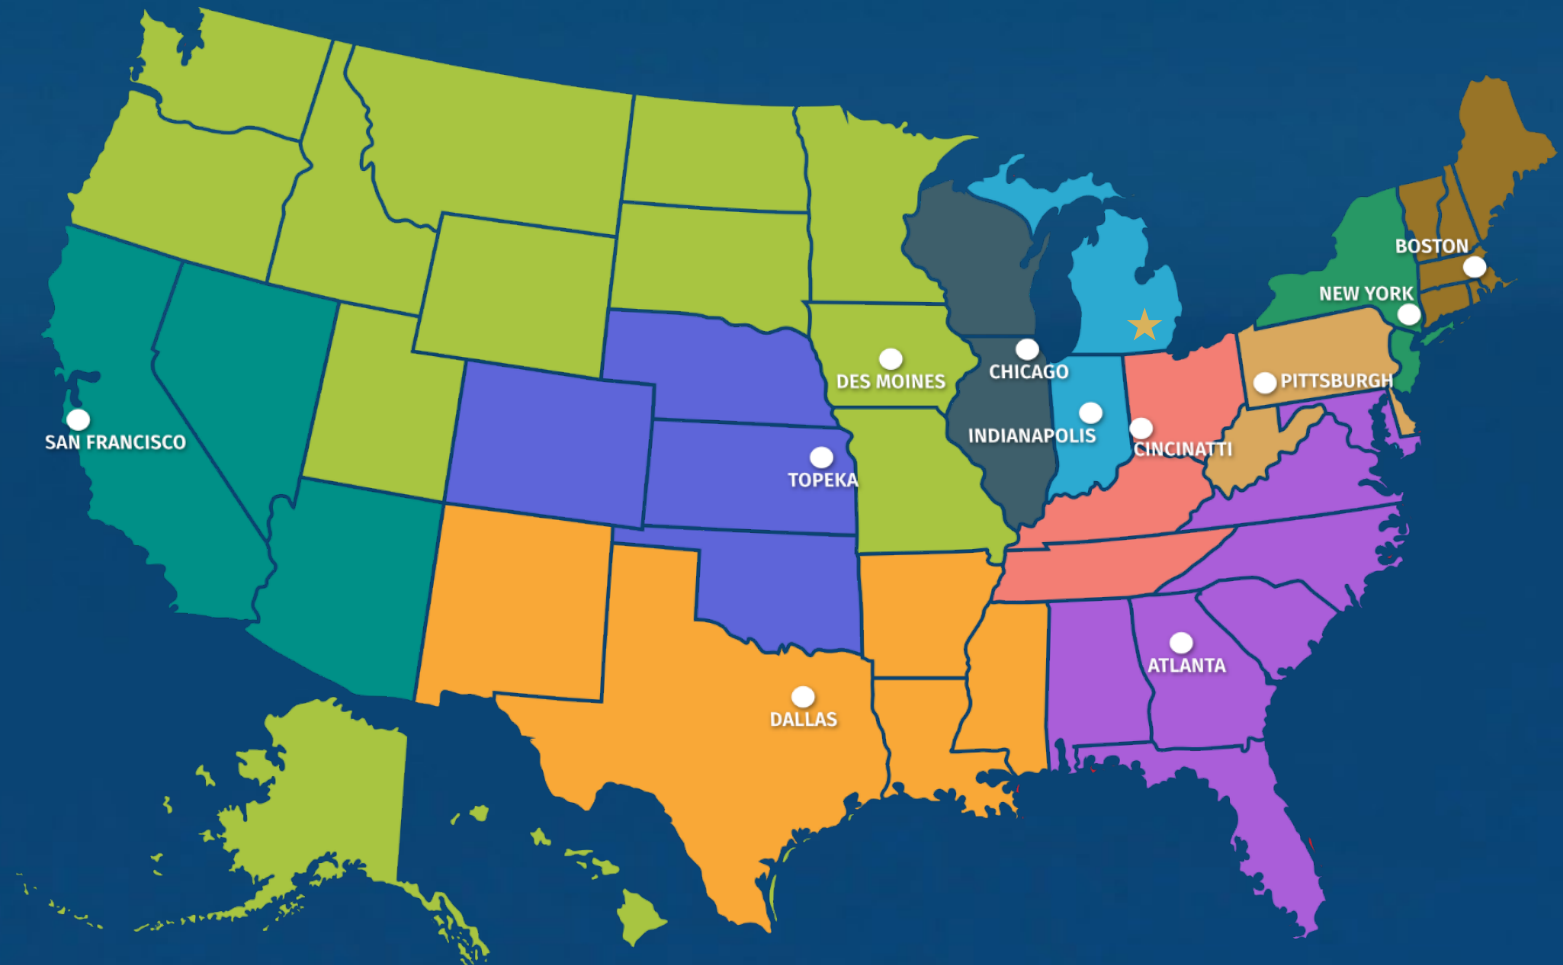 BOSTON
NEW YORK
CHICAGO
DES MOINES
PITTSBURGH
SAN FRANCISCO
INDIANAPOLIS
CINCINATTI
TOPEKA
ATLANTA
DALLAS